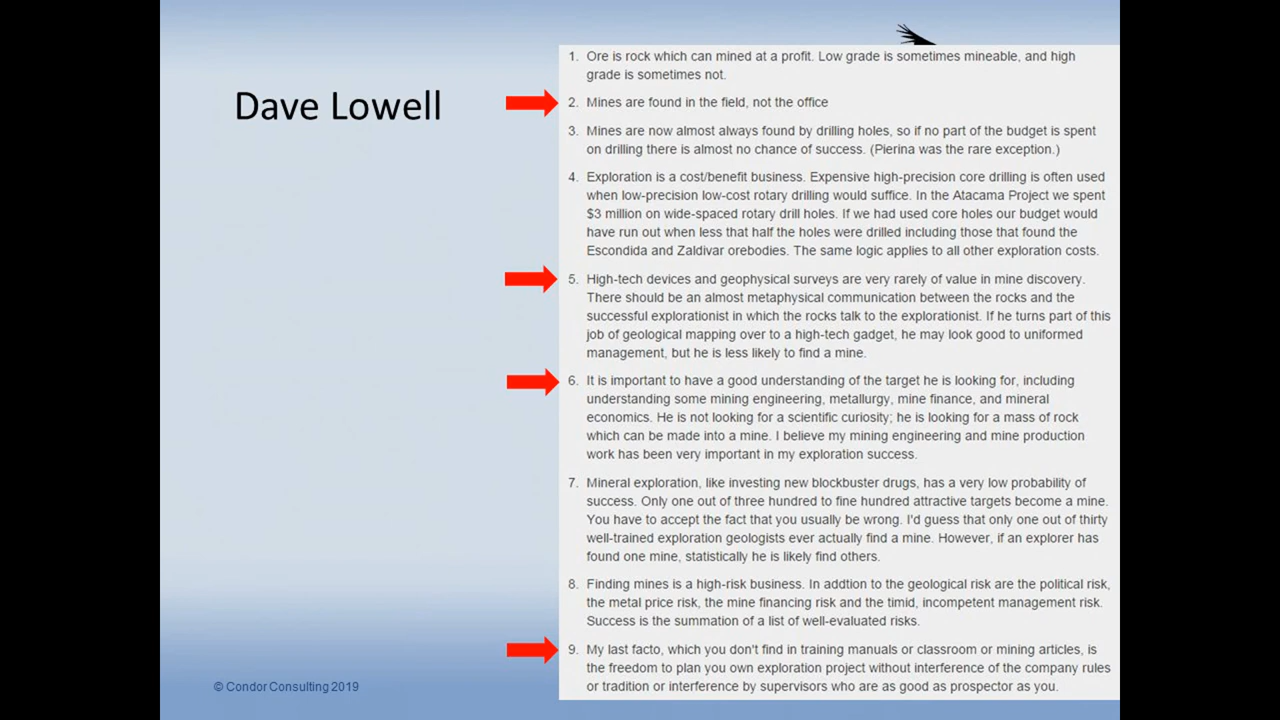 Dave Lowell
1. Ore is rock which can mined at a profit. Low grade is sometimes mineable, and high
grade is sometimes not.
2. Mines are found in the field, not the office
3. Mines are now almost always found by drilling holes, so if no part of the budget is spent
on drilling there is almost no chance of success. (Pierina was the rare exception.)
4. Exploration is a cost/benefit business. Expensive high-precision core drilling is often used
when low-precision low-cost rotary drilling would suffice. In the Atacama Project we spent
$3 million on wide-spaced rotary drill holes. If we had used core holes our budget would
have run out when less that half the holes were drilled including those that found the
Escondida and Zaldivar orebodies. The same logic applies to all other exploration costs.
5. High-tech devices and geophysical surveys are very rarely of value in mine discovery.
There should be an almost metaphysical communication between the rocks and the
successful explorationist in which the rocks talk to the explorationist. If he turns part of this
job of geological mapping over to a high-tech gadget, he may look good to uniformed
management, but he is less likely to find a mine.
6. It is important to have a good understanding of the target he is looking for, including
understanding some mining engineering, metallurgy, mine finance, and mineral
economics. He is not looking for a scientific curiosity; he is looking for a mass of rock
which can be made into a mine. I believe my mining engineering and mine production
work has been very important in my exploration success.
7. Mineral exploration, like investing new blockbuster drugs, has a very low probability of
success. Only one out of three hundred to fine hundred attractive targets become a mine.
You have to accept the fact that you usually be wrong. I'd guess that only one out of thirty
well-trained exploration geologists ever actually find a mine. However, if an explorer has
found one mine, statistically he is likely find others.
8. Finding mines is a high-risk business. In addtion to the geological risk are the political risk,
the metal price risk, the mine financing risk and the timid, incompetent management risk.
Success is the summation of a list of well-evaluated risks.
9. My last facto, which you don't find in training manuals or classroom or mining articles, is
the freedom to plan you own exploration project without interference of the company rules
or tradition or interference by supervisors who are as good as prospector as you.
© Condor Consulting 2019